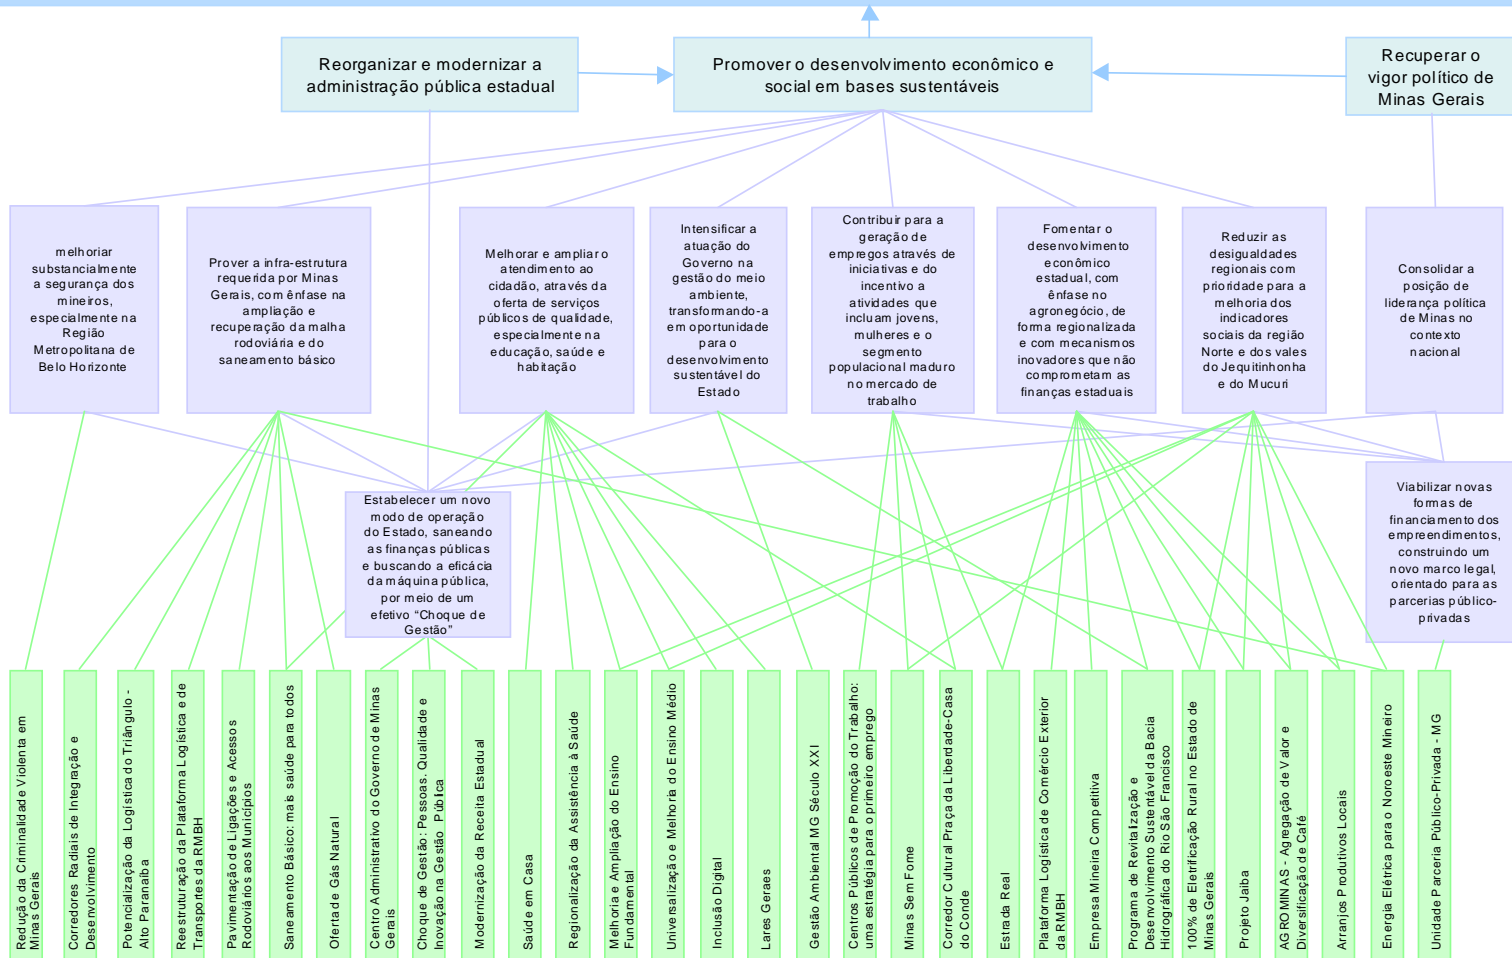 Reorganizar e modernizar a
administração pública estadual
Promover o desenvolvimento econômico e
social em bases sustentáveis
Recuperar o
vigor político de
Minas Gerais
melhoriar
substancialmente
a segurança dos
mineiros,
especialmente na
Região
Metropolitana de
Belo Horizonte
Prover a infra-estrutura
requerida por Minas
Gerais, com ênfase na
ampliação e
recuperação da malha
rodoviária e do
saneamento básico
Melhorar e ampliar o
atendimento ao
cidadão, através da
oferta de serviços
públicos de qualidade,
especialmente na
educação, saúde e
habitação
Intensificar a
atuação do
Governo na
gestão do meio
ambiente,
transformando-a
em oportunidade
para o
desenvolvimento
sustentável do
Estado
Contribuir para a
geração de
empregos através de
iniciativas e do
incentivo a
atividades que
incluam jovens,
mulheres e o
segmento
populacional maduro
no mercado de
trabalho
Fomentar o
desenvolvimento
econômico
estadual, com
ênfase no
agronegócio, de
forma regionalizada
e com mecanismos
inovadores que não
comprometam as
finanças estaduais
Reduzir as
desigualdades
regionais com
prioridade para a
melhoria dos
indicadores
sociais da região
Norte e dos vales
do Jequitinhonha
e do Mucuri
Consolidar a
posição de
liderança política
de Minas no
contexto
nacional
Estabelecer um novo
modo de operação
do Estado, saneando
as finanças públicas
e buscando a eficácia
da máquina pública,
por meio de um
efetivo “Choque de
Gestão”
Viabilizar novas
formas de
financiamento dos
empreendimentos,
construindo um
novo marco legal,
orientado para as
parcerias público-
privadas
Redução da Criminalidade Violenta em
Minas Gerais
Corredores Radiais de Integração e
Desenvolvimento
Potencialização da Logística do Triângulo -
Alto Paranaíba
Reestruturação da Plataforma Logística e de
Transportes da RMBH
Pavimentação de Ligações e Acessos
Rodoviários aos Municípios
Saneamento Básico: mais saúde para todos
Oferta de Gás Natural
Centro Administrativo do Governo de Minas
Gerais
Choque de Gestão: Pessoas. Qualidade e
Inovação na Gestão Pública
Modernização da Receita Estadual
Saúde em Casa
Regionalização da Assistência à Saúde
Melhoria e Ampliação do Ensino
Fundamental
Universalização e Melhoria do Ensino Médio
Inclusão Digital
Lares Geraes
Gestão Ambiental MG Século XXI
Centros Públicos de Promoção do Trabalho:
uma estratégia para o primeiro emprego
Minas Sem Fome
Corredor Cultural Praça da Liberdade-Casa
do Conde
Estrada Real
Plataforma Logística de Comércio Exterior
da RMBH
Empresa Mineira Competitiva
Programa de Revitalização e
Desenvolvimento Sustentável da Bacia
Hidrográfica do Rio São Francisco
100% de Eletrificação Rural no Estado de
Minas Gerais
Projeto Jaiba
AGROMINAS - Agregação de Valor e
Diversificação de Café
Arranjos Produtivos Locais
Energia Elétrica para o Noroeste Mineiro
Unidade Parceria Público-Privada - MG